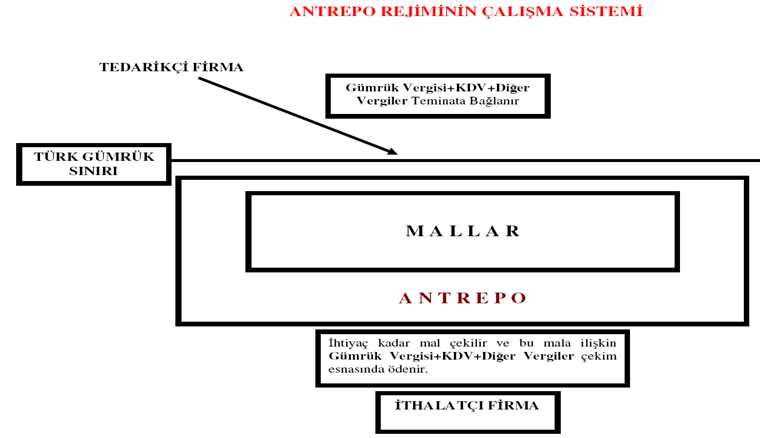 ANTREPO REJİMİNİN ÇALIŞMA SİSTEMİ
TEDARİKÇİ FİRMA
Gümrük Vergisi+KDV+Diğer
Vergiler Teminata Bağlanır
TÜRK GÜMRÜK
SINIRI
MALLAR
ANTREPO
İhtiyaç kadar mal çekilir ve bu mala ilişkin
Gümrük Vergisi+KDV+Diğer Vergiler çekim
esnasında ödenir.
İTHALATÇI FİRMA